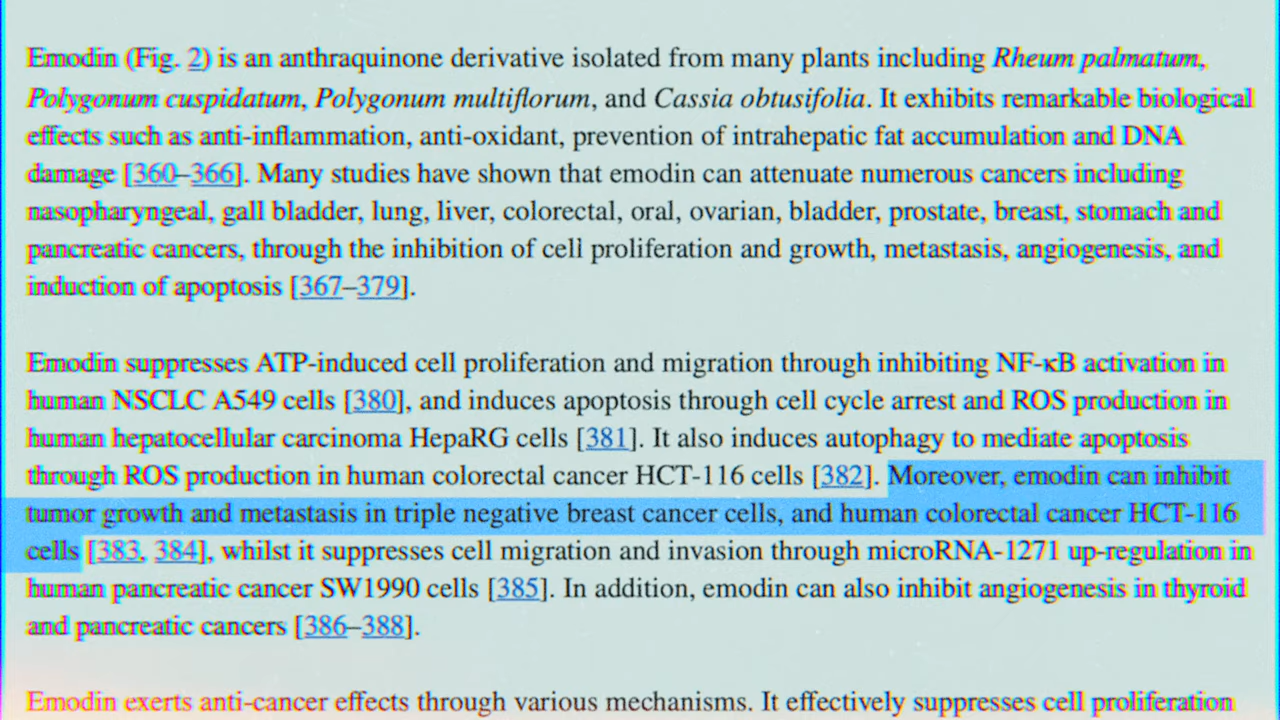 Emodin (Fig. 2) is an anthraquinone derivative isolated from many plants including Rheum palmatum,
Polygonum cuspidatum, Polygonum multiflorum, and Cassia obtusifolia. It exhibits remarkable biological
effects such as anti-inflammation, anti-oxidant, prevention of intrahepatic fat accumulation and DNA
damage [360–366]. Many studies have shown that emodin can attenuate numerous cancers including
nasopharyngeal, gall bladder, lung, liver, colorectal, oral, ovarian, bladder, prostate, breast, stomach and
pancreatic cancers, through the inhibition of cell proliferation and growth, metastasis, angiogenesis, and
induction of apoptosis [367–379].
Emodin suppresses ATP-induced cell proliferation and migration through inhibiting NF-κB activation in
human NSCLC A549 cells [380], and induces apoptosis through cell cycle arrest and ROS production in
human hepatocellular carcinoma HepaRG cells [381]. It also induces autophagy to mediate apoptosis
through ROS production in human colorectal cancer HCT-116 cells [382]. Moreover, emodin can inhibit
tumor growth and metastasis in triple negative breast cancer cells, and human colorectal cancer HCT-116
cells [383, 384], whilst it suppresses cell migration and invasion through microRNA-1271 up-regulation in
human pancreatic cancer SW1990 cells [385]. In addition, emodin can also inhibit angiogenesis in thyroid
and pancreatic cancers [386–388].
Emodin exerts anti-cancer effects through various mechanisms. It effectively suppresses cell proliferation